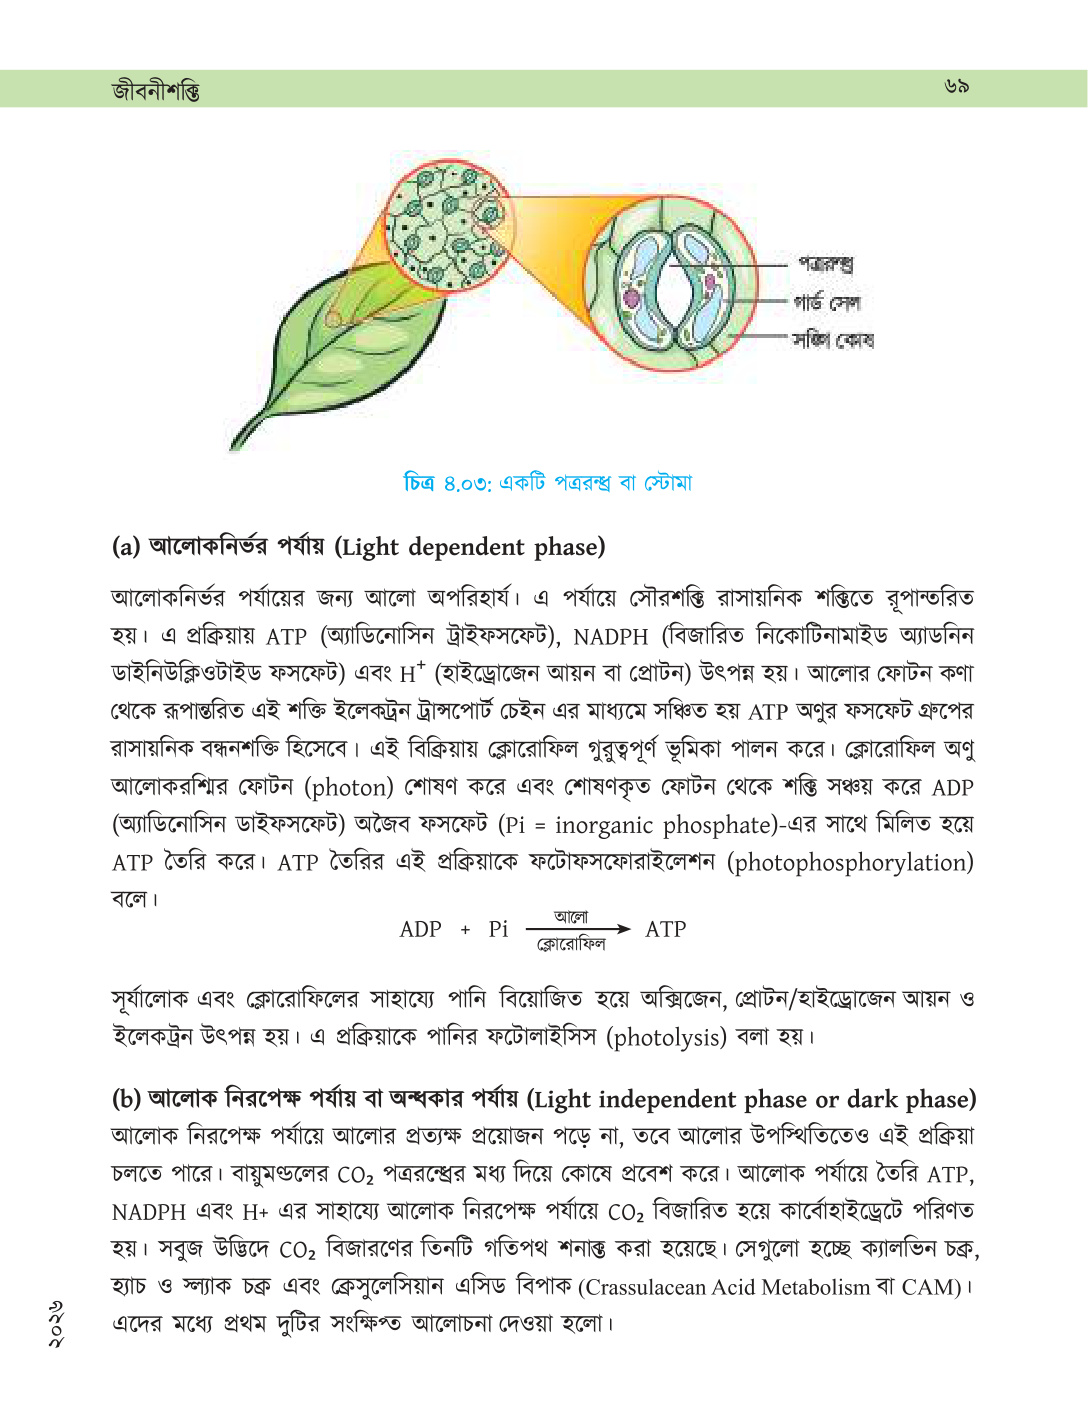 জীবনীশক্তি
৬৯
পত্ররন্ধ্র
গার্ড সেল
সঙ্গি কোষ
চিত্র ৪.০৩: একটি পত্ররন্ধ্র বা স্টোমা
(a) আলোকনির্ভর পর্যায় (Light dependent phase)
আলোকনির্ভর পর্যায়ের জন্য আলো অপরিহার্য। এ পর্যায়ে সৌরশক্তি রাসায়নিক শক্তিতে রূপান্তরিত
হয়। এ প্রক্রিয়ায় ATP (অ্যাডিনোসিন ট্রাইফসফেট), NADPH (বিজারিত নিকোটিনামাইড অ্যাডনিন
ডাইনিউক্লিওটাইড ফসফেট) এবং H⁺ (হাইড্রোজেন আয়ন বা প্রোটন) উৎপন্ন হয়। আলোর ফোটন কণা
থেকে রূপান্তরিত এই শক্তি ইলেকট্রন ট্রান্সপোর্ট চেইন এর মাধ্যমে সঞ্চিত হয় ATP অণুর ফসফেট গ্রুপের
রাসায়নিক বন্ধনশক্তি হিসেবে। এই বিক্রিয়ায় ক্লোরোফিল গুরুত্বপূর্ণ ভূমিকা পালন করে। ক্লোরোফিল অণু
আলোকরশ্মির ফোটন (photon) শোষণ করে এবং শোষণকৃত ফোটন থেকে শক্তি সঞ্চয় করে ADP
(অ্যাডিনোসিন ডাইফসফেট) অজৈব ফসফেট (Pi = inorganic phosphate)-এর সাথে মিলিত হয়ে
ATP তৈরি করে। ATP তৈরির এই প্রক্রিয়াকে ফটোফসফোরাইলেশন (photophosphorylation)
বলে।
আলো
ADP + Pi ⟶ ATP
ক্লোরোফিল
সূর্যালোক এবং ক্লোরোফিলের সাহায্যে পানি বিয়োজিত হয়ে অক্সিজেন, প্রোটন/হাইড্রোজেন আয়ন ও
ইলেকট্রন উৎপন্ন হয়। এ প্রক্রিয়াকে পানির ফটোলাইসিস (photolysis) বলা হয়।
(b) আলোক নিরপেক্ষ পর্যায় বা অন্ধকার পর্যায় (Light independent phase or dark phase)
আলোক নিরপেক্ষ পর্যায়ে আলোর প্রত্যক্ষ প্রয়োজন পড়ে না, তবে আলোর উপস্থিতিতেও এই প্রক্রিয়া
চলতে পারে। বায়ুমণ্ডলের CO₂ পত্ররন্ধ্রের মধ্য দিয়ে কোষে প্রবেশ করে। আলোক পর্যায়ে তৈরি ATP,
NADPH এবং H+ এর সাহায্যে আলোক নিরপেক্ষ পর্যায়ে CO₂ বিজারিত হয়ে কার্বোহাইড্রেটে পরিণত
হয়। সবুজ উদ্ভিদে CO₂ বিজারণের তিনটি গতিপথ শনাক্ত করা হয়েছে। সেগুলো হচ্ছে ক্যালভিন চক্র,
হ্যাচ ও স্ল্যাক চক্র এবং ক্রেসুলেসিয়ান এসিড বিপাক (Crassulacean Acid Metabolism বা CAM)।
এদের মধ্যে প্রথম দুটির সংক্ষিপ্ত আলোচনা দেওয়া হলো।
২০২৬